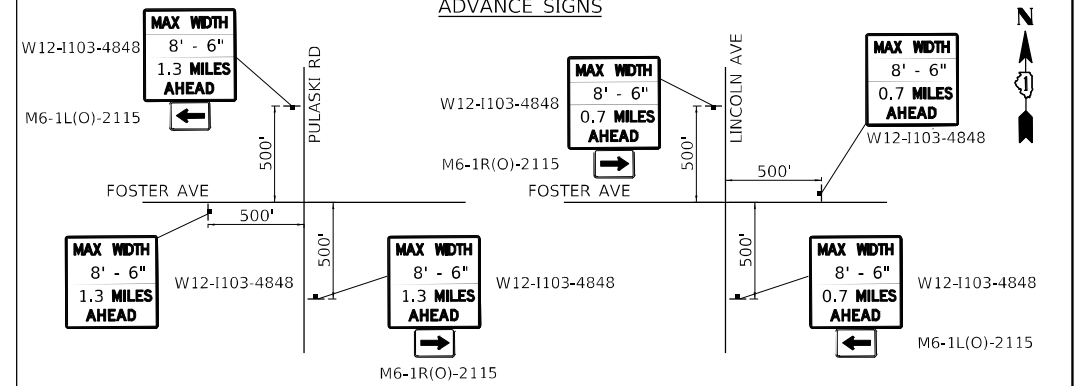 ADVANCE SIGNS
MAX WIDTH
8' - 6"
1.3 MILES
AHEAD
W12-I103-4848
M6-1L(O)-2115
PULASKI RD
500'
FOSTER AVE
500'
500'
MAX WIDTH
8' - 6"
1.3 MILES
AHEAD
W12-I103-4848
MAX WIDTH
8' - 6"
1.3 MILES
AHEAD
W12-I103-4848
M6-1R(O)-2115
MAX WIDTH
8' - 6"
0.7 MILES
AHEAD
W12-I103-4848
M6-1R(O)-2115
LINCOLN AVE
500'
FOSTER AVE
500'
500'
MAX WIDTH
8' - 6"
0.7 MILES
AHEAD
W12-I103-4848
MAX WIDTH
8' - 6"
0.7 MILES
AHEAD
W12-I103-4848
M6-1L(O)-2115
N
1